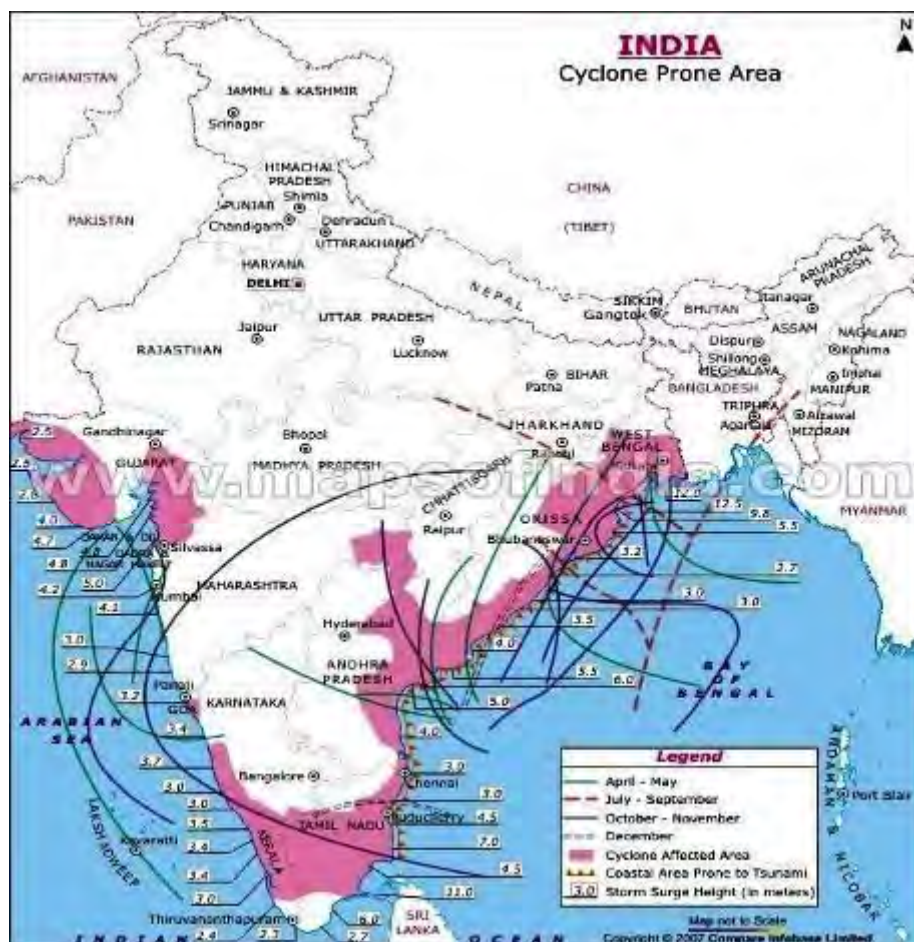 INDIA
Cyclone Prone Area
N
AFGHANISTAN
JAMMU & KASHMIR
Srinagar
HIMACHAL
PRADESH
Shimla
PUNJAB
Chandigarh
Dehradun
UTTARAKHAND
CHINA
(TIBET)
PAKISTAN
HARYANA
DELHI
NEPAL
SIKKIM
Gangtok
BHUTAN
ARUNACHAL
PRADESH
Itanagar
ASSAM
Dispur
Shillong
MEGHALAYA
NAGALAND
Kohima
Imphal
MANIPUR
Jaipur
RAJASTHAN
UTTAR PRADESH
Lucknow
BIHAR
Patna
BANGLADESH
TRIPURA
Agartala
Aizawal
MIZORAM
MYANMAR
JHARKHAND
Ranchi
WEST
BENGAL
Gandhinagar
GUJARAT
Bhopal
MADHYA PRADESH
www.mapsofindia.com
CHHATTISGARH
Raipur
ORISSA
Bhubaneswar
2.5
2.5
4.0
4.7
4.8
4.2
5.0
Silvassa
Mumbai
MAHARASHTRA
12.0
12.5
9.8
5.5
3.2
2.7
3.0
3.0
5.5
4.0
5.5
6.0
5.0
Hyderabad
ANDHRA
PRADESH
3.0
2.9
3.2
Panaji
GOA
KARNATAKA
3.4
5.7
ARABIAN
SEA
BAY
OF
BENGAL
Bangalore
Chennai
4.0
3.0
3.0
4.5
7.0
4.5
11.0
TAMIL NADU
Puducherry
KERALA
3.0
3.0
3.5
3.4
3.0
LAKSHADWEEP
Kavaratti
Thiruvananthapuram
2.4
6.0
2.7
SRI
LANKA
INDIAN OCEAN
ANDAMAN & NICOBAR
Port Blair
Legend
April - May
July - September
October - November
December
Cyclone Affected Area
Coastal Area Prone to Tsunami
3.0 Storm Surge Height (in meters)
Map not to Scale
Copyright © 2007 Compare Infobase Limited